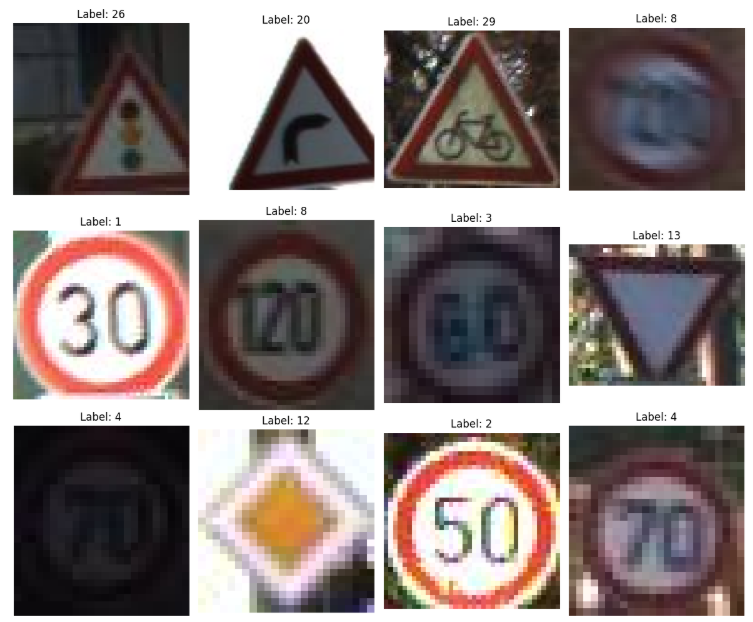 Label: 26
Label: 20
Label: 29
Label: 8
Label: 1
30
Label: 8
120
Label: 3
60
Label: 13
Label: 4
70
Label: 12
Label: 2
50
Label: 4
70